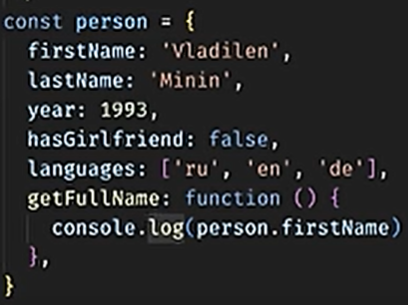 const person = {
  firstName: 'Vladilen',
  lastName: 'Minin',
  year: 1993,
  hasGirlfriend: false,
  languages: ['ru', 'en', 'de'],
  getFullName: function () {
    console.log(person.firstName)
  },
}